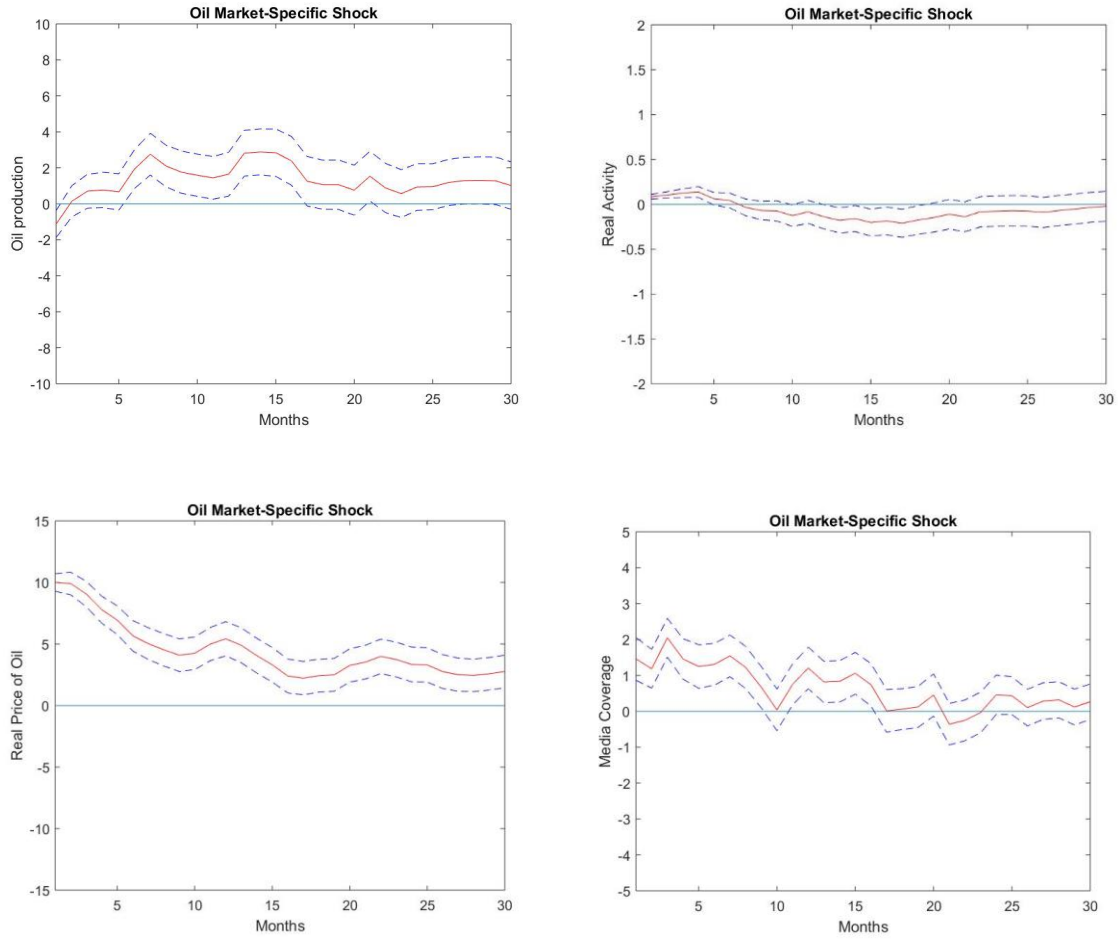 Oil Market-Specific Shock
10
8
6
4
2
0
-2
-4
-6
-8
-10
Oil production
5 10 15 20 25 30
Months
Oil Market-Specific Shock
2
1.5
1
0.5
0
-0.5
-1
-1.5
-2
Real Activity
5 10 15 20 25 30
Months
Oil Market-Specific Shock
15
10
5
0
-5
-10
-15
Real Price of Oil
5 10 15 20 25 30
Months
Oil Market-Specific Shock
5
4
3
2
1
0
-1
-2
-3
-4
-5
Media Coverage
5 10 15 20 25 30
Months